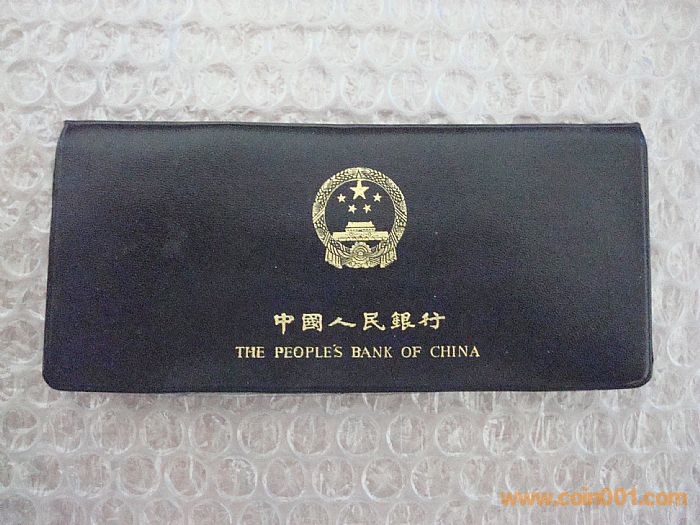 中國人民銀行
THE PEOPLE'S BANK OF CHINA
www.coin001.com